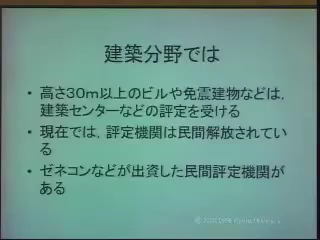 建築分野では
• 高さ30m以上のビルや免震建物などは,
建築センターなどの評定を受ける
• 現在では, 評定機関は民間解放されてい
る
• ゼネコンなどが出資した民間評定機関が
ある